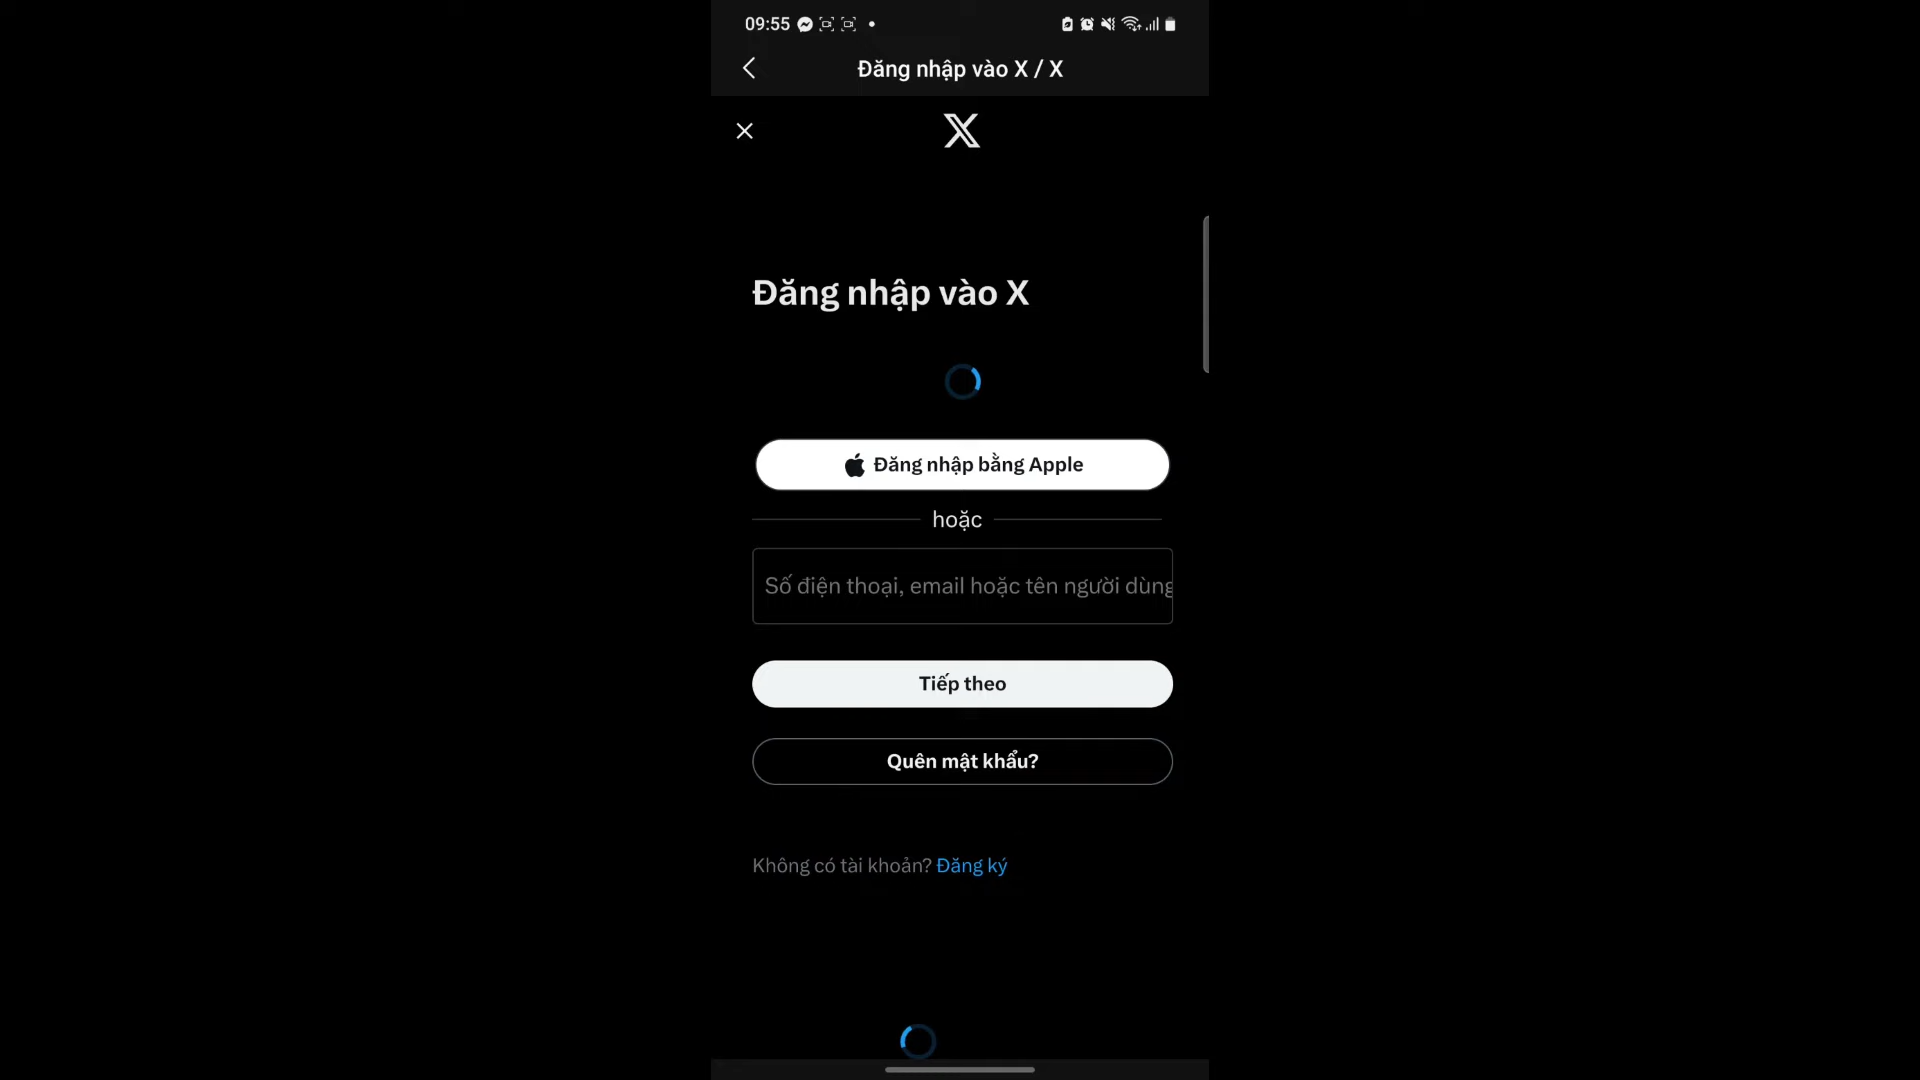 09:55
Đăng nhập vào X / X
Đăng nhập vào X
Đăng nhập bằng Apple
hoặc
Số điện thoại, email hoặc tên người dùng
Tiếp theo
Quên mật khẩu?
Không có tài khoản? Đăng ký